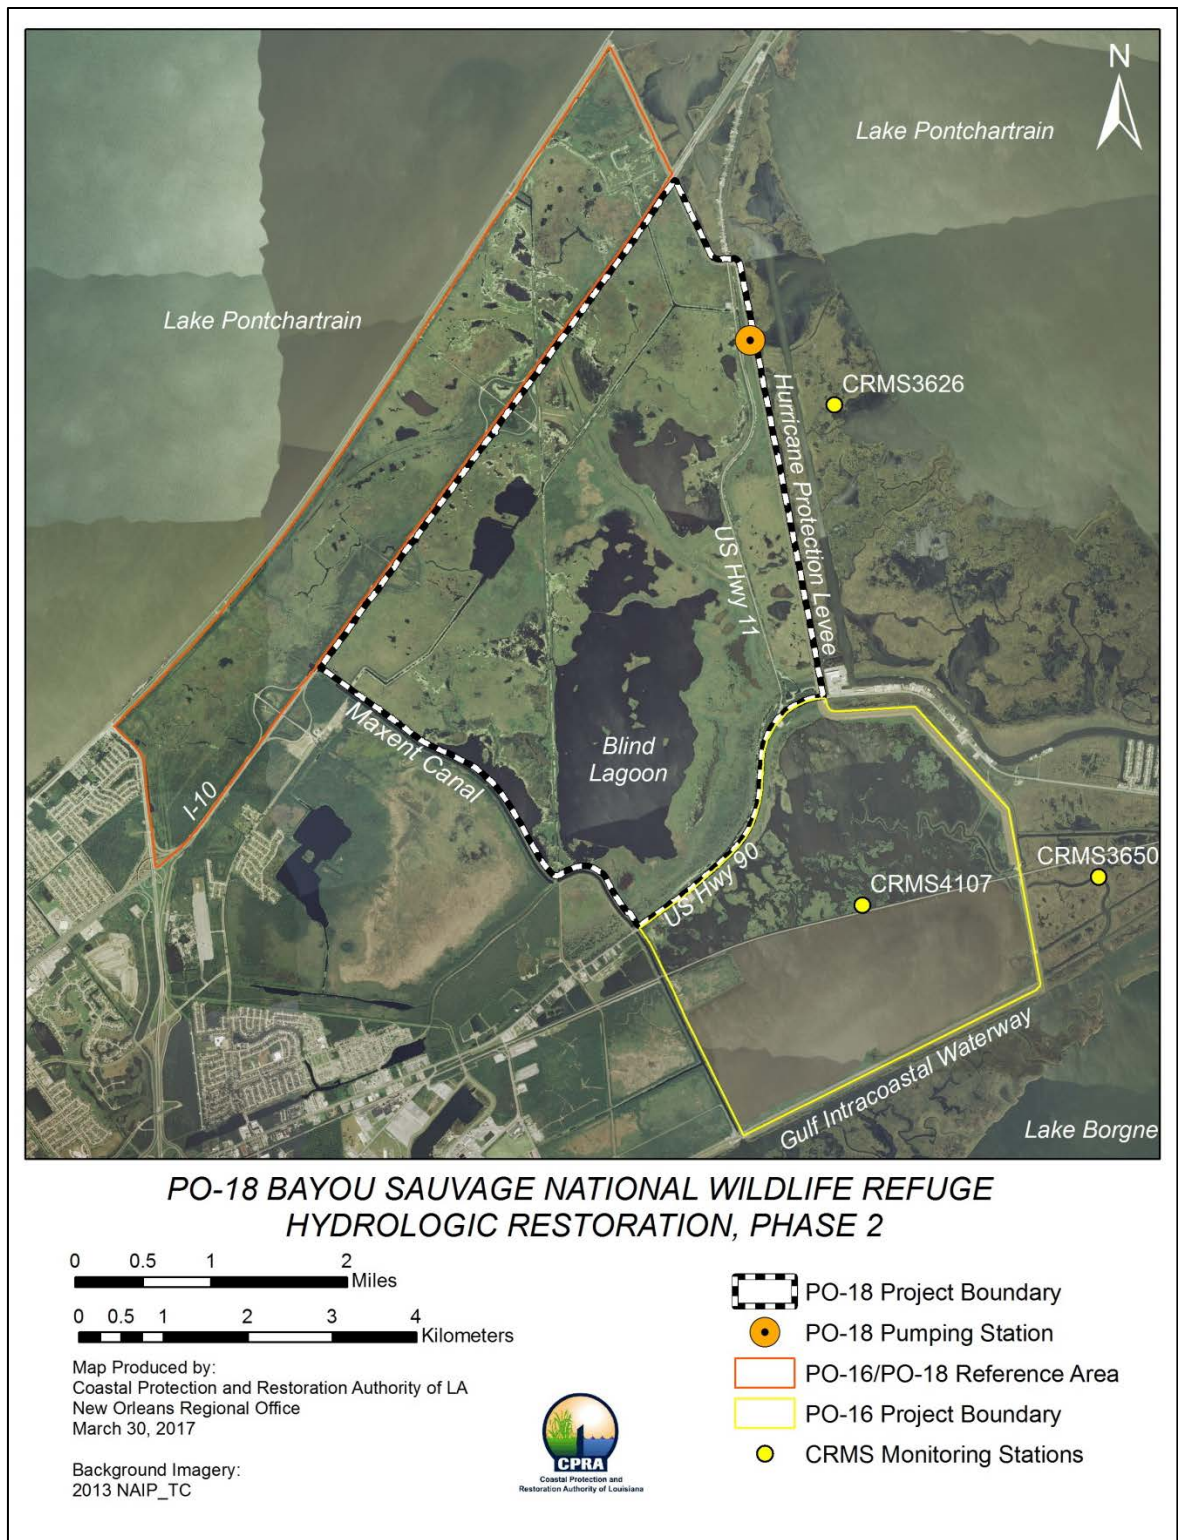 N
Lake Pontchartrain
Lake Pontchartrain
CRMS3626
Hurricane Protection Levee
US Hwy 11
Maxent Canal
Blind
Lagoon
I-10
CRMS3650
US Hwy 90
CRMS4107
Gulf Intracoastal Waterway
Lake Borgne
PO-18 BAYOU SAUVAGE NATIONAL WILDLIFE REFUGE
HYDROLOGIC RESTORATION, PHASE 2
0 0.5 1 2
Miles
0 0.5 1 2 3 4
Kilometers
Map Produced by:
Coastal Protection and Restoration Authority of LA
New Orleans Regional Office
March 30, 2017
Background Imagery:
2013 NAIP_TC
CPRA
Coastal Protection and
Restoration Authority of Louisiana
PO-18 Project Boundary
PO-18 Pumping Station
PO-16/PO-18 Reference Area
PO-16 Project Boundary
CRMS Monitoring Stations